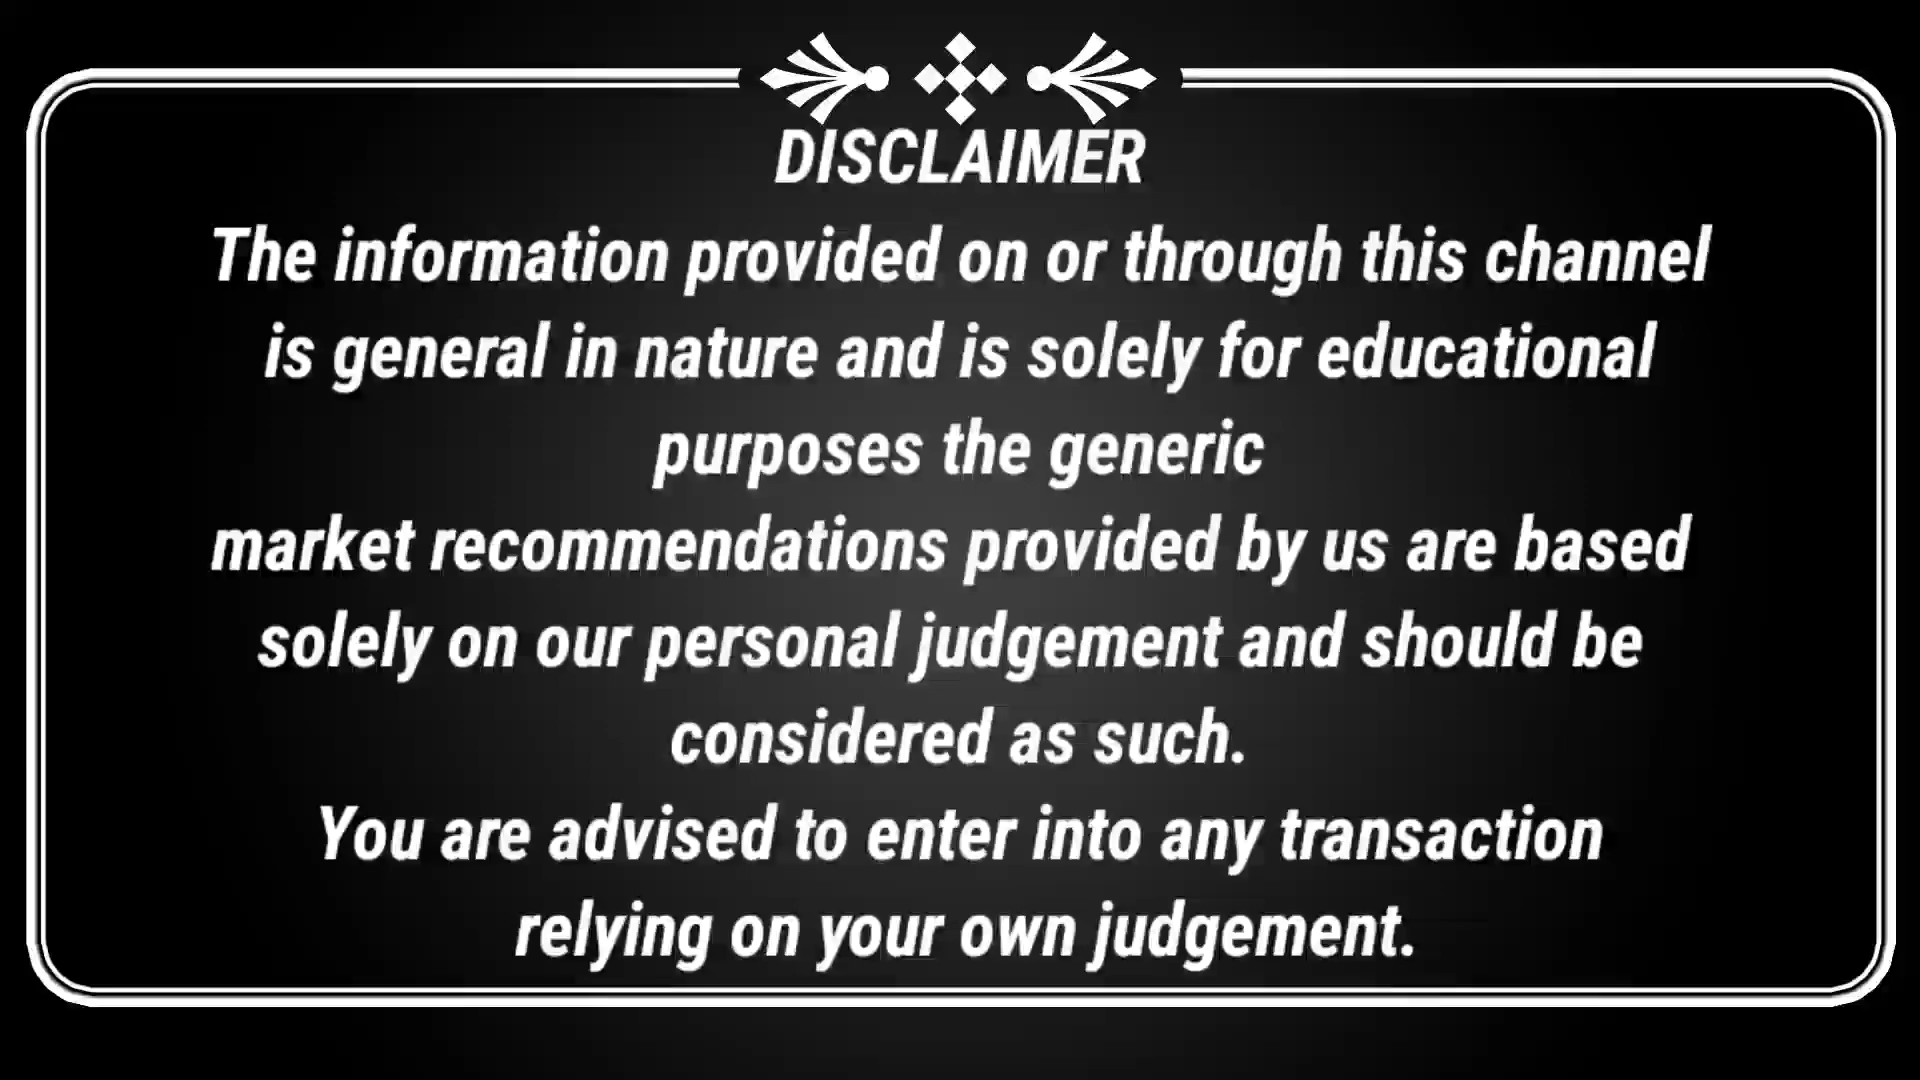 DISCLAIMER
The information provided on or through this channel
is general in nature and is solely for educational
purposes the generic
market recommendations provided by us are based
solely on our personal judgement and should be
considered as such.
You are advised to enter into any transaction
relying on your own judgement.